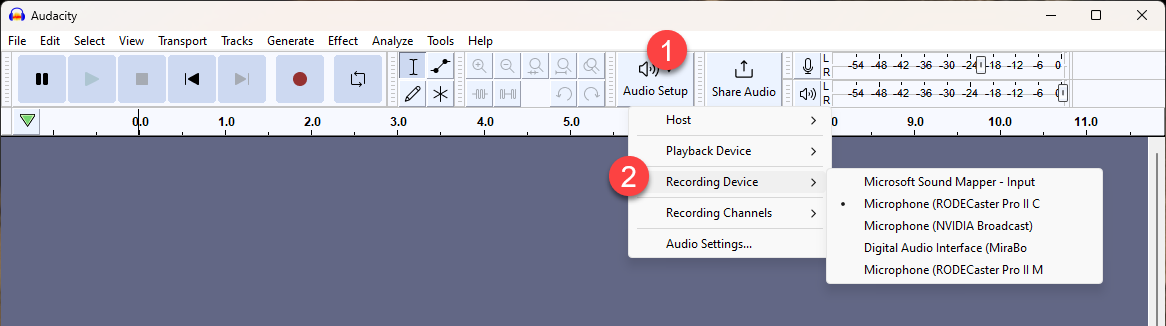 Audacity
File Edit Select View Transport Tracks Generate Effect Analyze Tools Help
1
Audio Setup
Share Audio
L
R
-54 -48 -42 -36 -30 -24 -18 -12 -6 0
L
R
-54 -48 -42 -36 -30 -24 -18 -12 -6 0
0.0 1.0 2.0 3.0 4.0 5.0 9.0 10.0 11.0
Host
Playback Device
2
Recording Device
Recording Channels
Audio Settings...
Microsoft Sound Mapper - Input
Microphone (RODECaster Pro II C
Microphone (NVIDIA Broadcast)
Digital Audio Interface (MiraBo
Microphone (RODECaster Pro II M